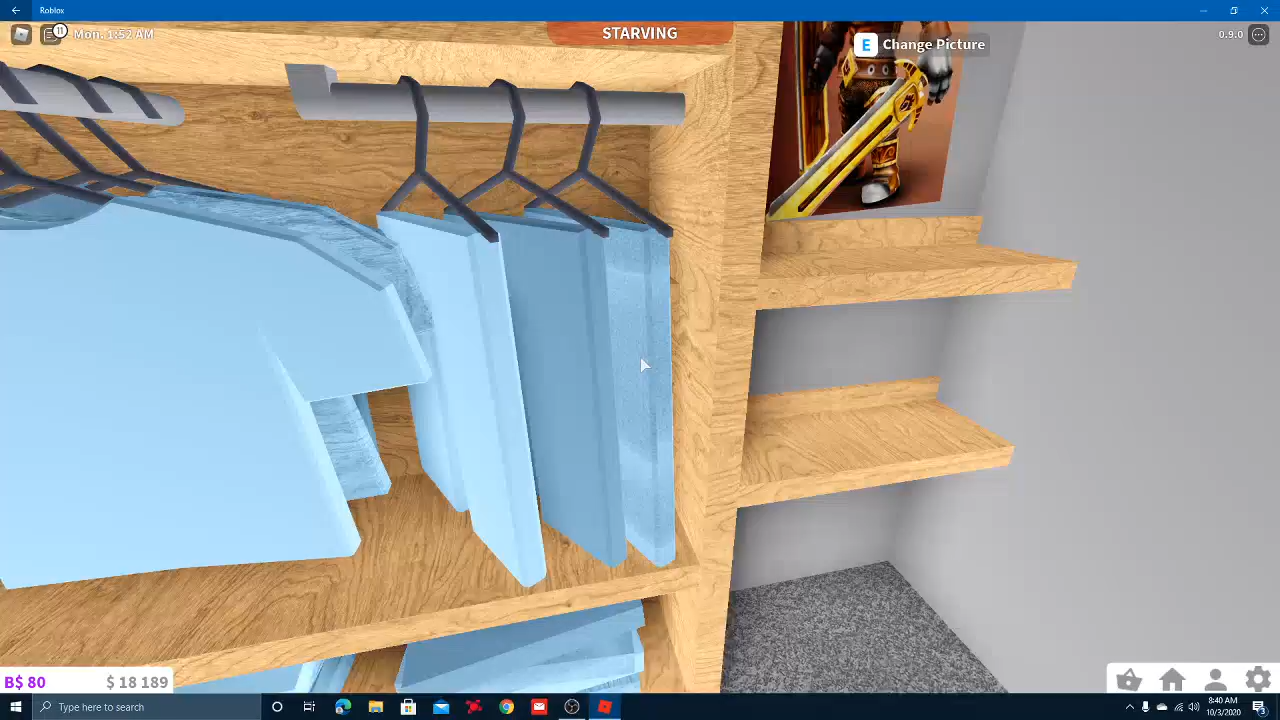 Roblox
Mon. 1:52 AM
STARVING
E Change Picture
0.9.0
B$ 80
$ 18 189
Type here to search
8:40 AM
10/3/2020